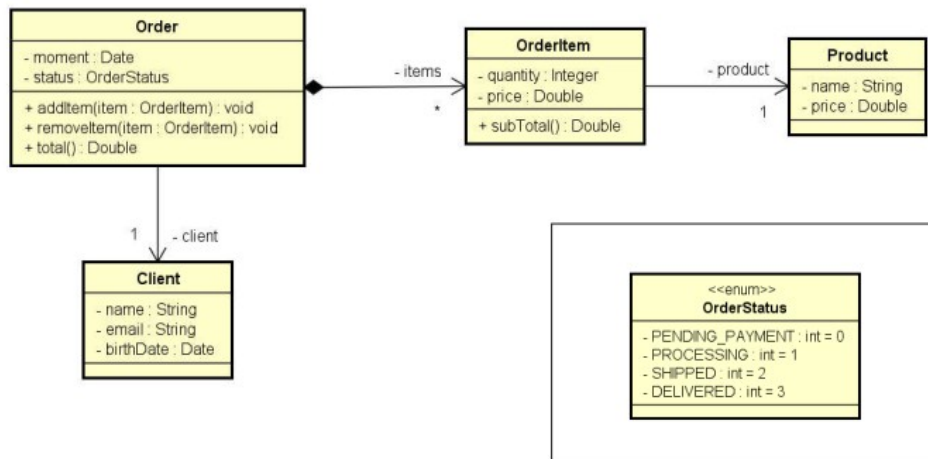 Order
- moment : Date
- status : OrderStatus
+ addItem(item : OrderItem) : void
+ removeItem(item : OrderItem) : void
+ total() : Double
- items
*
OrderItem
- quantity : Integer
- price : Double
+ subTotal() : Double
- product
1
Product
- name : String
- price : Double
1
- client
Client
- name : String
- email : String
- birthDate : Date
<<enum>>
OrderStatus
- PENDING_PAYMENT : int = 0
- PROCESSING : int = 1
- SHIPPED : int = 2
- DELIVERED : int = 3